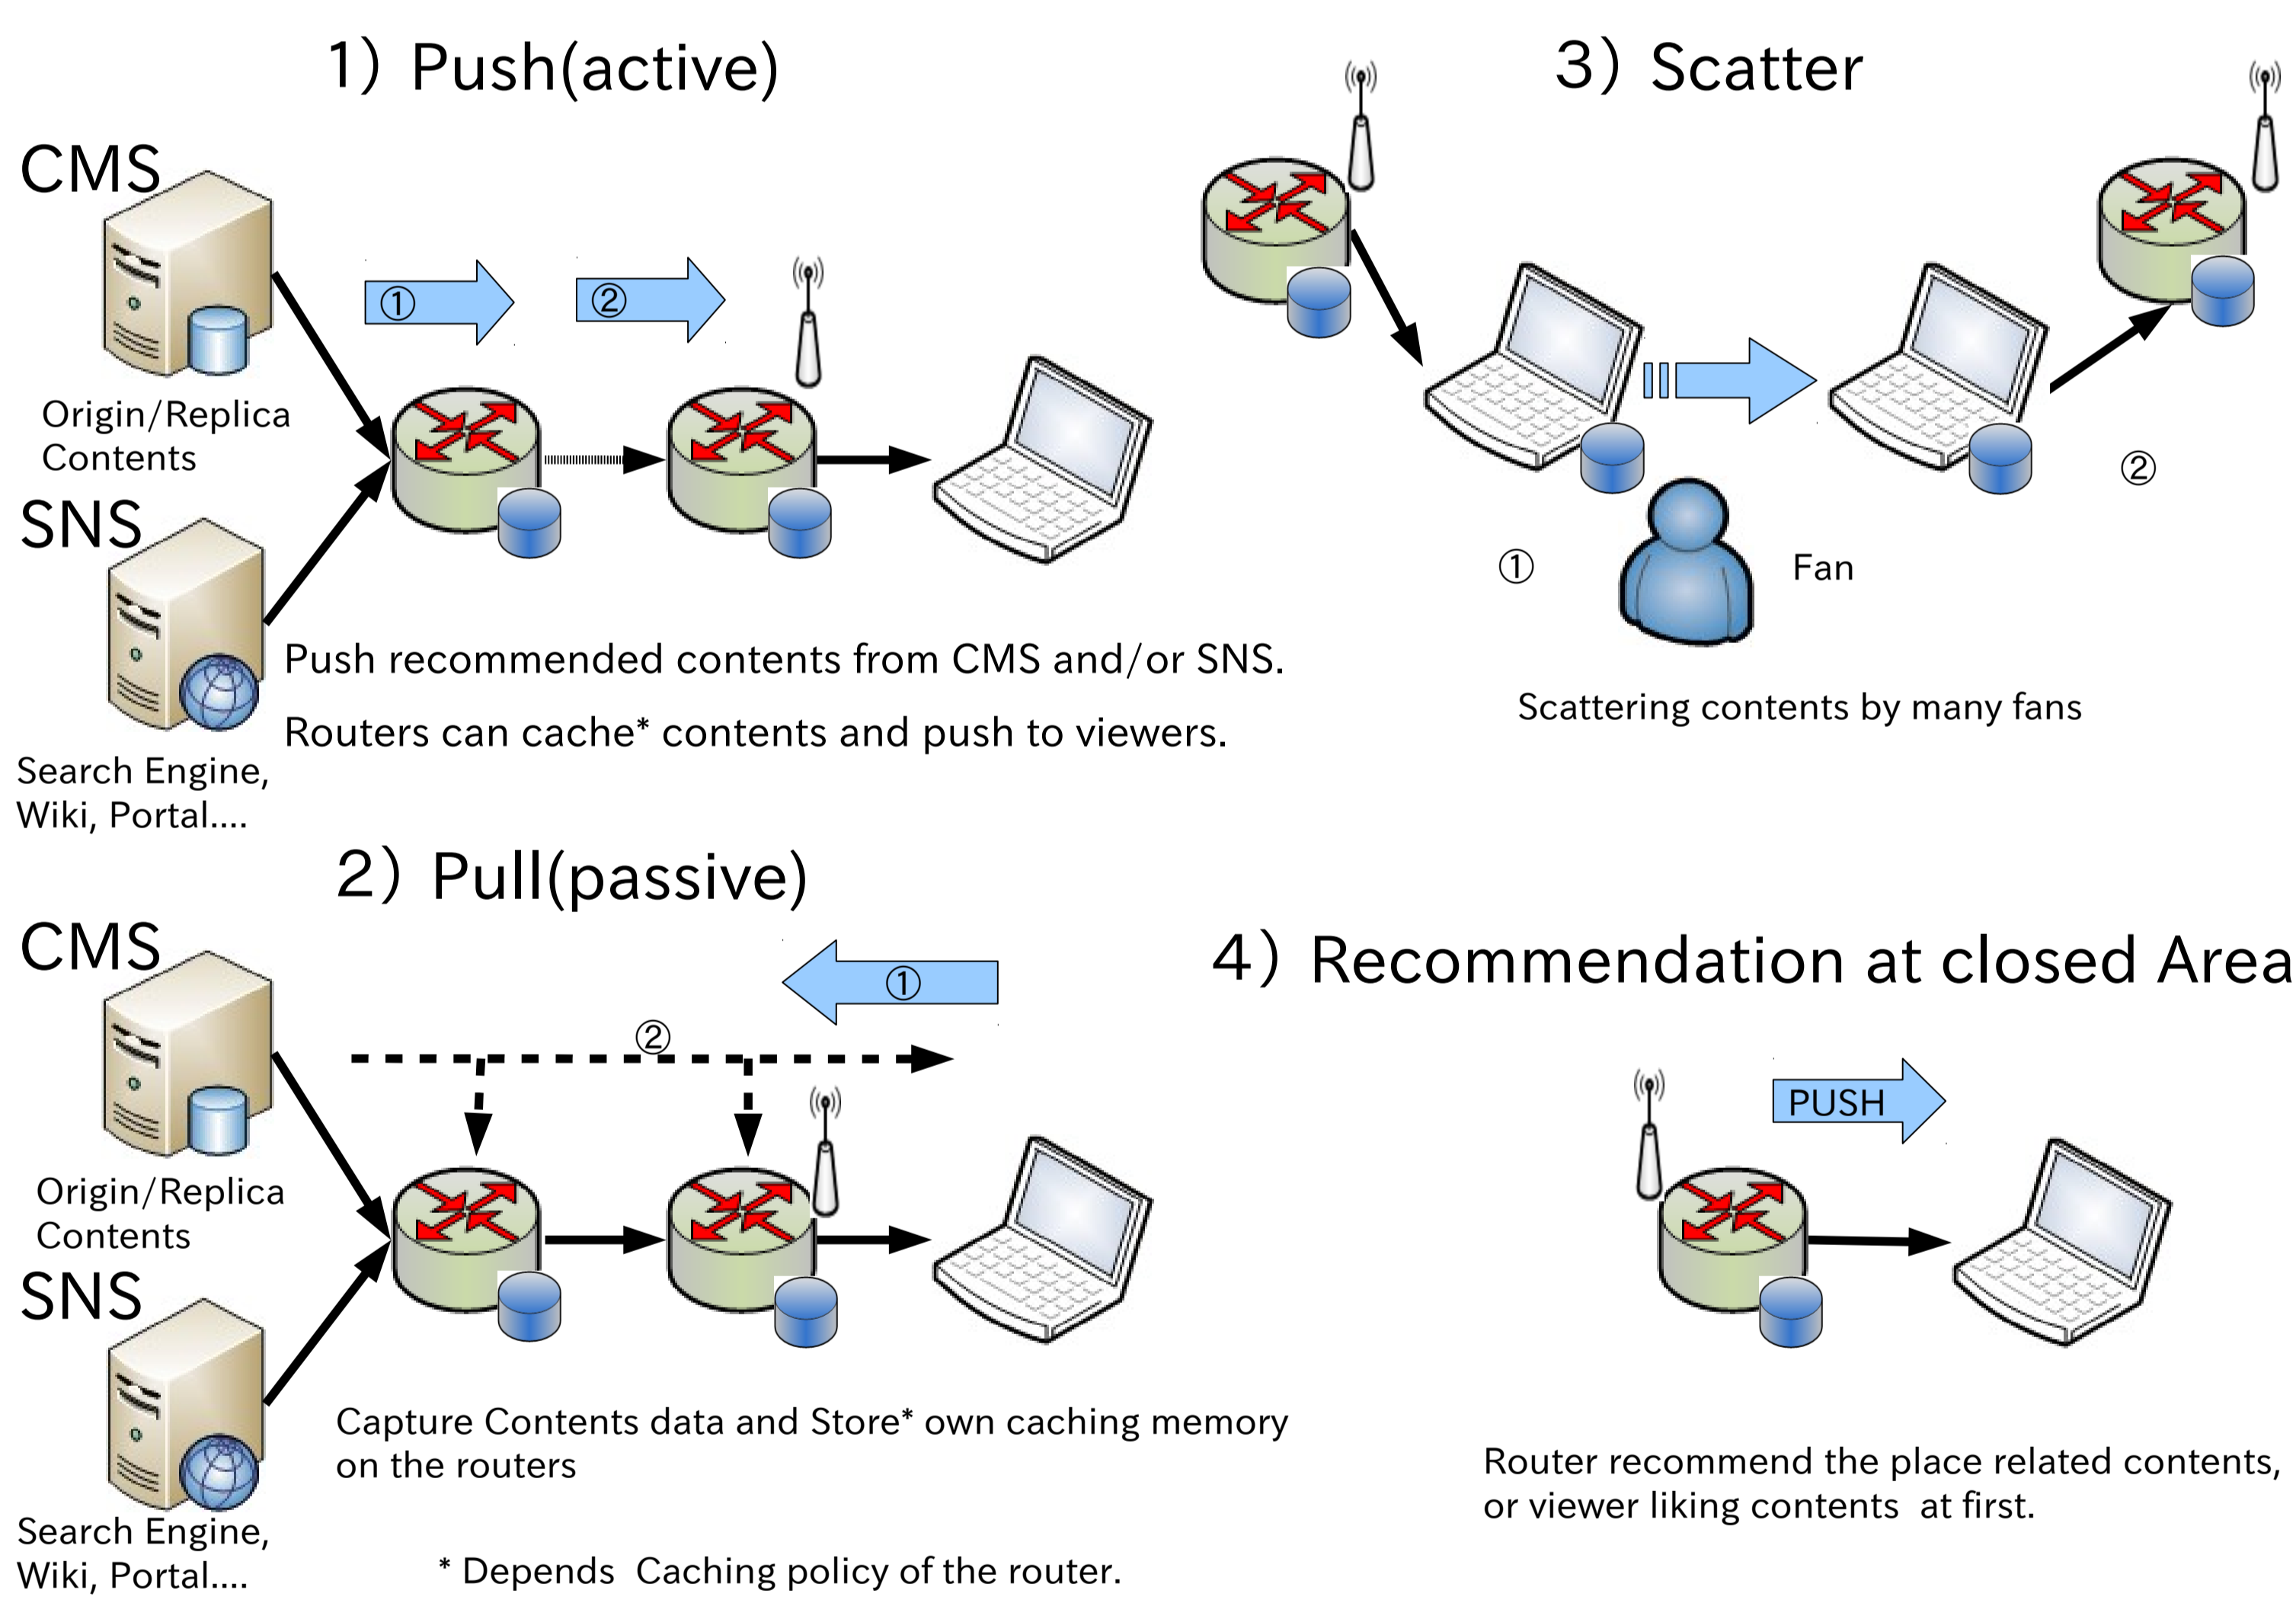 1) Push(active)
CMS
①
②
Origin/Replica
Contents
SNS
Push recommended contents from CMS and/or SNS.
Routers can cache* contents and push to viewers.
Search Engine,
Wiki, Portal....
2) Pull(passive)
CMS
①
②
Origin/Replica
Contents
SNS
Capture Contents data and Store* own caching memory
on the routers
Search Engine,
Wiki, Portal....
* Depends  Caching policy of the router.
3) Scatter
②
①
Fan
Scattering contents by many fans
4) Recommendation at closed Area
PUSH
Router recommend the place related contents,
or viewer liking contents  at first.